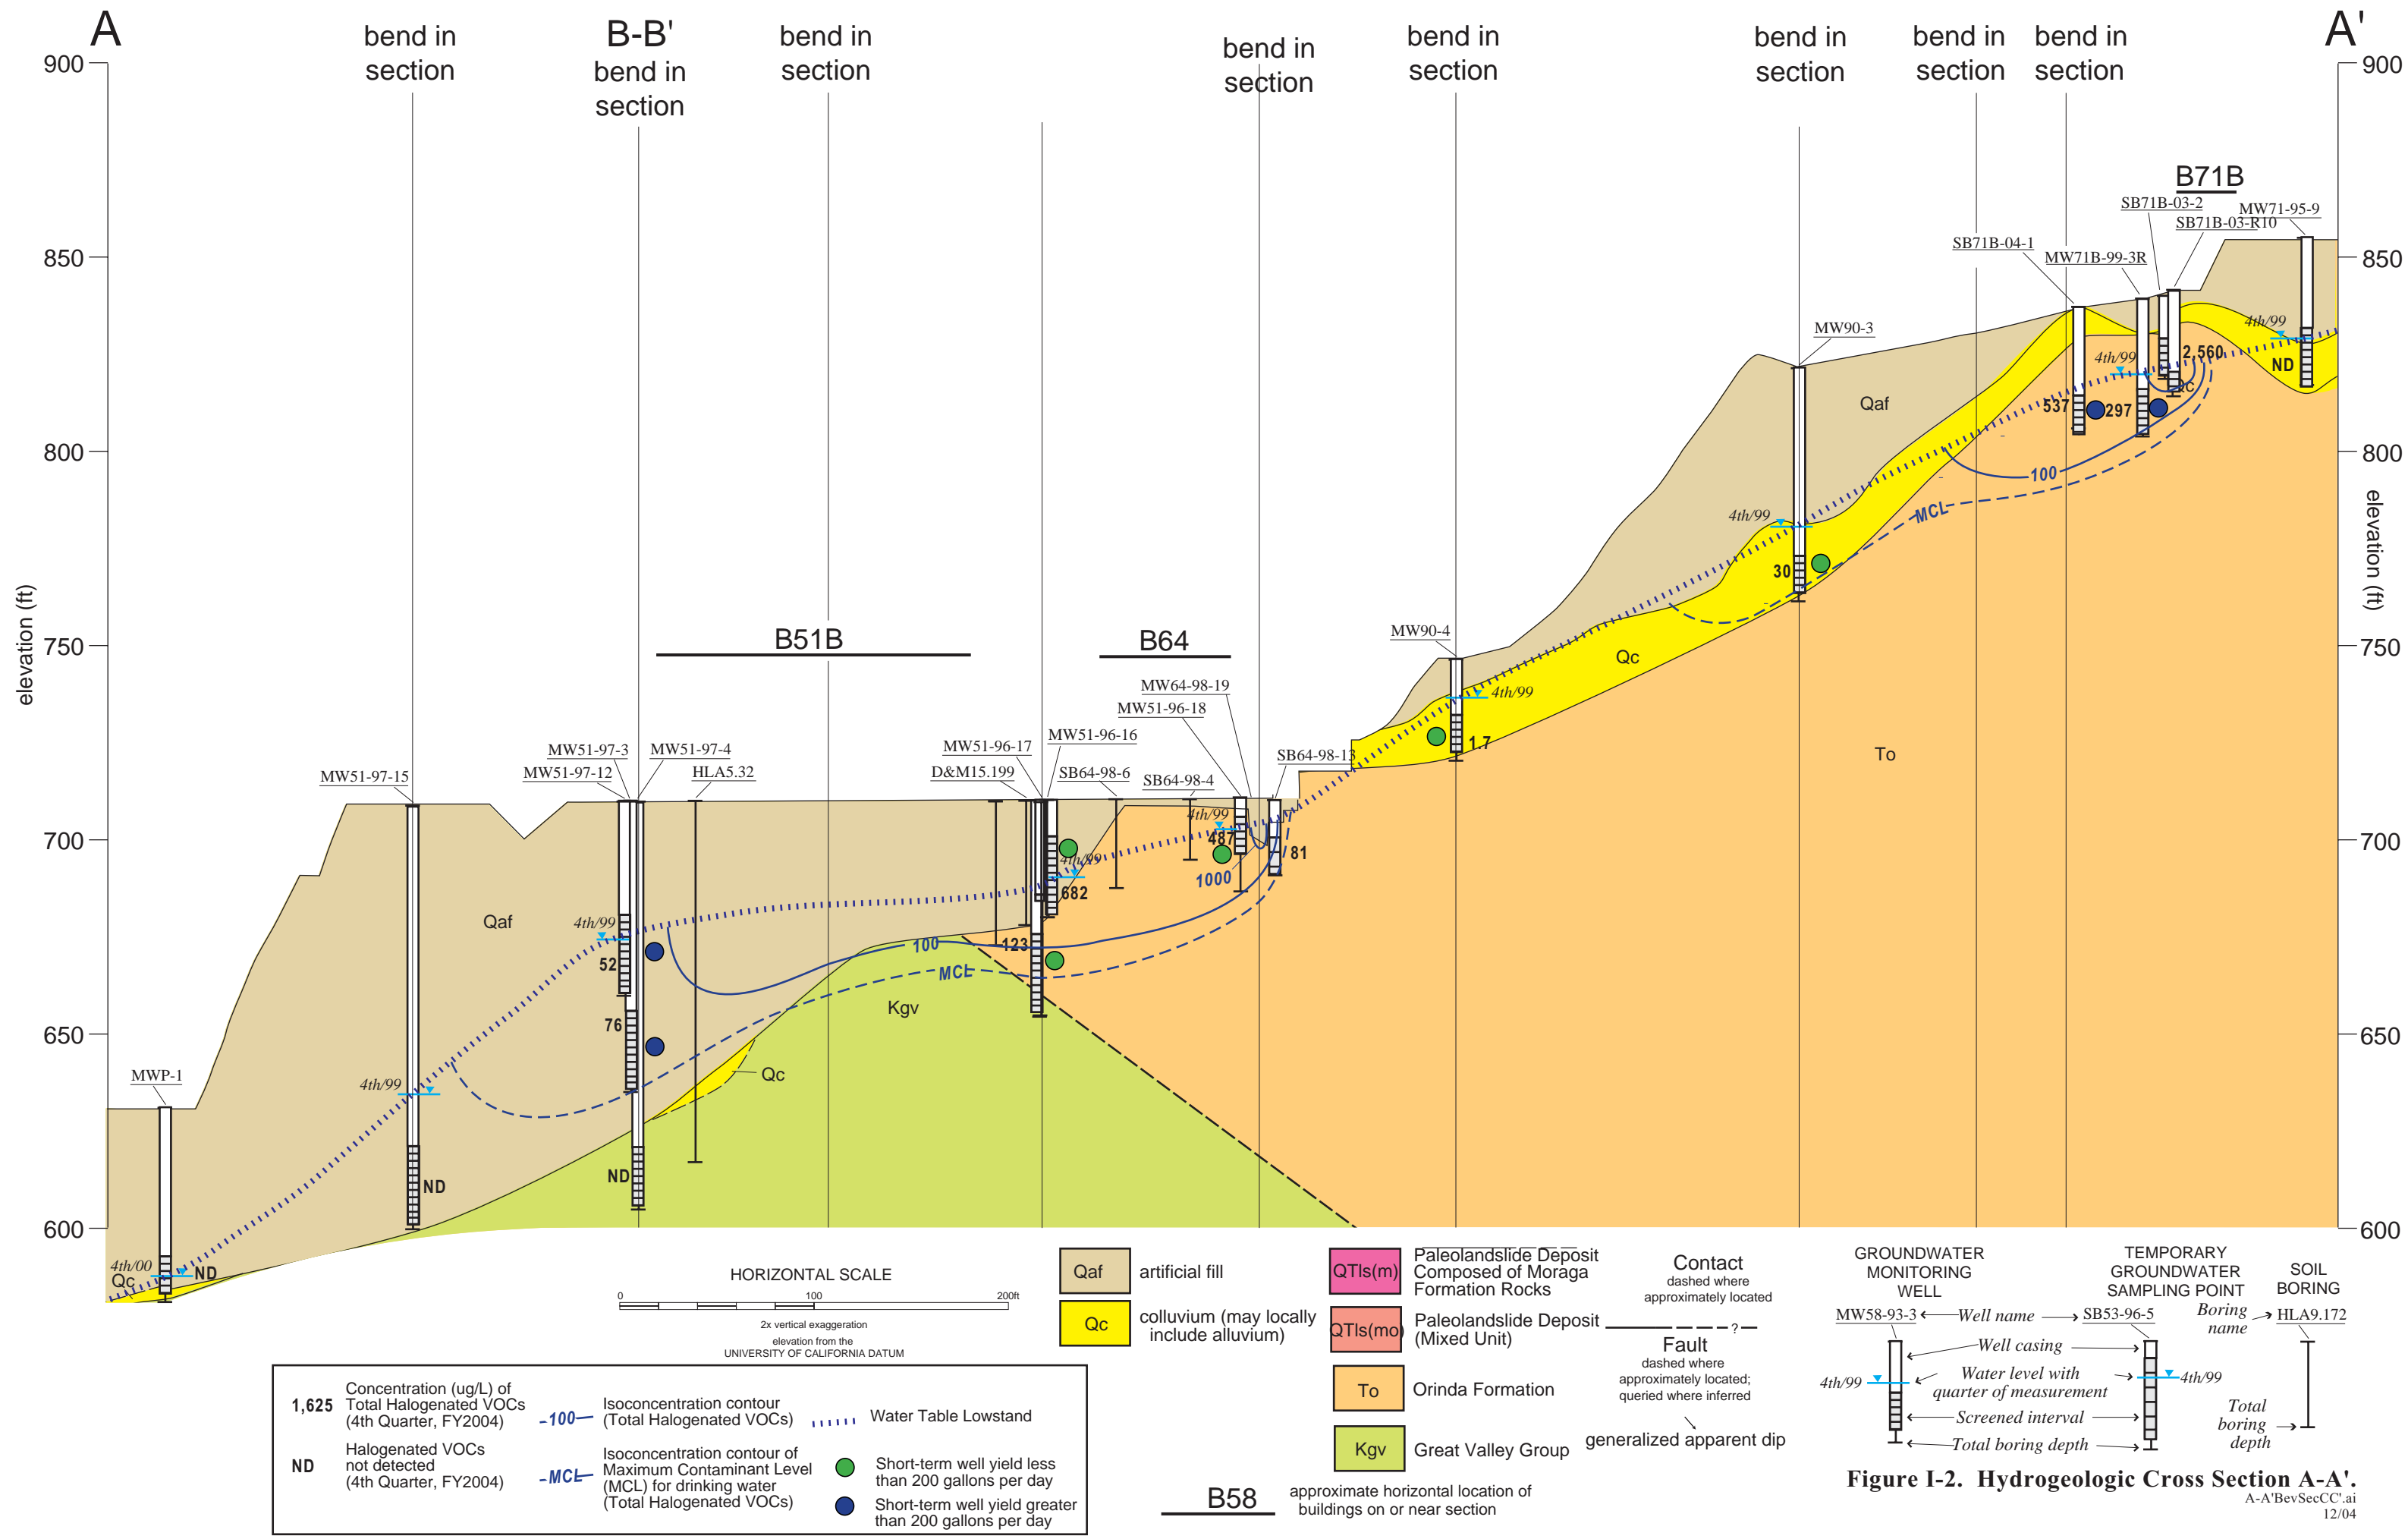 A
bend in
section
B-B'
bend in
section
bend in
section
bend in
section
bend in
section
bend in
section
bend in
section
bend in
section
A'
900
850
800
750
700
650
600
elevation (ft)
900
850
800
750
700
650
600
elevation (ft)
B71B
SB71B-03-2
SB71B-03-R10
MW71-95-9
SB71B-04-1
MW71B-99-3R
4th/99
ND
4th/99
2,560
Qc
537
297
100
MCL
MW90-3
Qaf
4th/99
30
Qc
To
MW90-4
4th/99
1.7
B51B
B64
MW64-98-19
MW51-96-18
SB64-98-13
MW51-96-17
MW51-96-16
D&M15.199
SB64-98-6
SB64-98-4
4th/99
487
81
1000
4th/99
682
123
MW51-97-3
MW51-97-4
MW51-97-12
HLA5.32
MW51-97-15
Qaf
4th/99
52
76
100
MCL
Kgv
Qc
ND
4th/99
ND
MWP-1
4th/00
Qc
ND
HORIZONTAL SCALE
0
100
200ft
2x vertical exaggeration
elevation from the
UNIVERSITY OF CALIFORNIA DATUM
1,625
Concentration (ug/L) of
Total Halogenated VOCs
(4th Quarter, FY2004)
ND
Halogenated VOCs
not detected
(4th Quarter, FY2004)
-100-
Isoconcentration contour
(Total Halogenated VOCs)
-MCL-
Isoconcentration contour of
Maximum Contaminant Level
(MCL) for drinking water
(Total Halogenated VOCs)
Water Table Lowstand
Short-term well yield less
than 200 gallons per day
Short-term well yield greater
than 200 gallons per day
Qaf
artificial fill
Qc
colluvium (may locally
include alluvium)
QTls(m)
Paleolandslide Deposit
Composed of Moraga
Formation Rocks
QTls(mo)
Paleolandslide Deposit
(Mixed Unit)
To
Orinda Formation
Kgv
Great Valley Group
B58
approximate horizontal location of
buildings on or near section
Contact
dashed where
approximately located
?
Fault
dashed where
approximately located;
queried where inferred
generalized apparent dip
GROUNDWATER
MONITORING
WELL
TEMPORARY
GROUNDWATER
SAMPLING POINT
SOIL
BORING
MW58-93-3
Well name
SB53-96-5
Boring
name
HLA9.172
Well casing
4th/99
Water level with
quarter of measurement
4th/99
Screened interval
Total boring depth
Total
boring
depth
Figure I-2. Hydrogeologic Cross Section A-A'.
A-A'BevSecCC'.ai
12/04